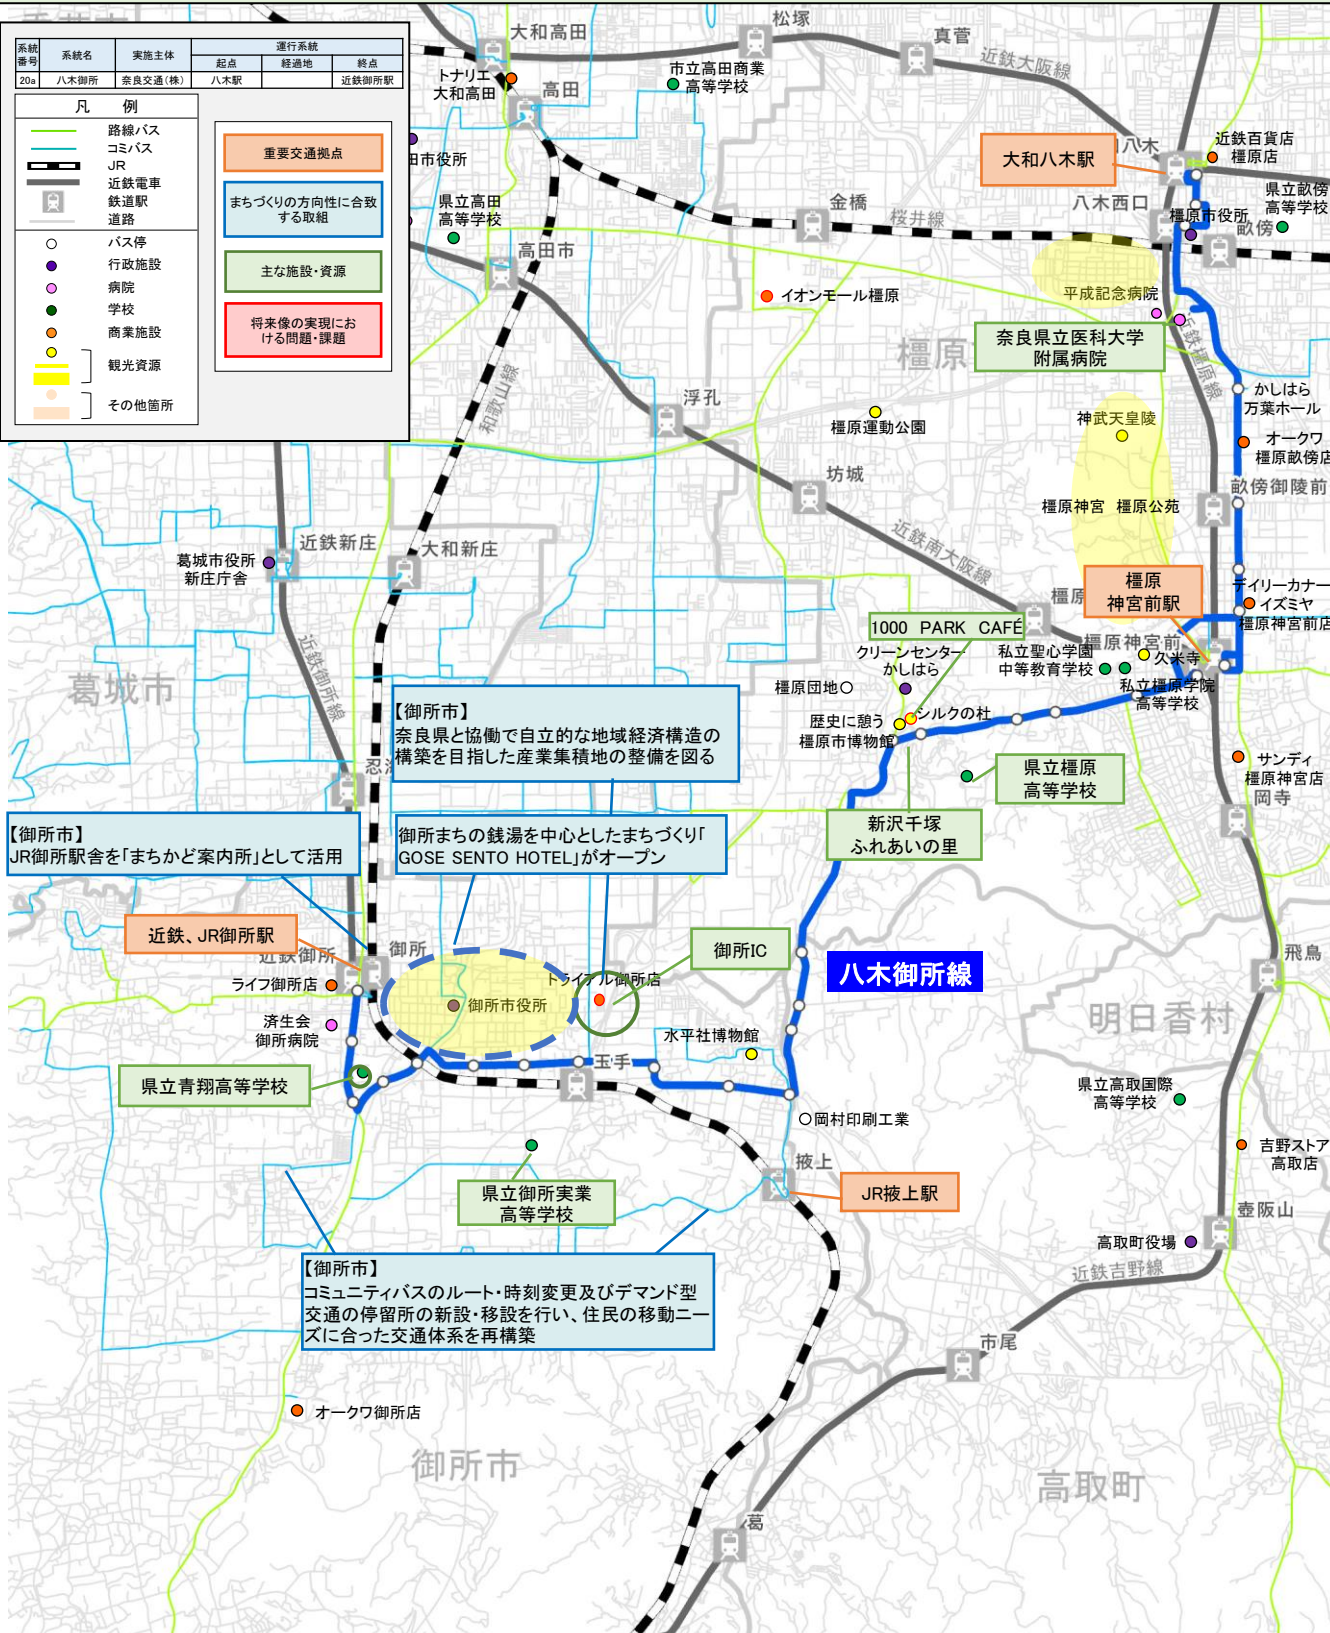 系統番号 系統名 実施主体 運行系統
起点 経過地 終点
20a 八木御所 奈良交通(株) 八木駅 近鉄御所駅
凡 例
路線バス
コミバス
JR
近鉄電車
鉄道駅
道路
バス停
行政施設
病院
学校
商業施設
観光資源
その他箇所
重要交通拠点
まちづくりの方向性に合致
する取組
主な施設・資源
将来像の実現にお
ける問題・課題
大和高田
松塚
真菅
近鉄大阪線
トナリエ
大和高田
高田
市立高田商業
高等学校
田市役所
県立高田
高等学校
高田市
金橋
桜井線
大和八木駅
八木
近鉄百貨店
橿原店
八木西口
橿原市役所
県立畝傍
高等学校
畝傍
イオンモール橿原
平成記念病院
奈良県立医科大学
附属病院
橿原
近鉄橿原線
和歌山線
浮孔
橿原運動公園
神武天皇陵
かしはら
万葉ホール
オークワ
橿原畝傍店
坊城
橿原神宮 橿原公苑
畝傍御陵前
近鉄南大阪線
近鉄新庄
大和新庄
葛城市役所
新庄庁舎
橿原
神宮前駅
デイリーカナート
イズミヤ
橿原神宮前店
橿原
1000 PARK CAFÉ
橿原神宮前
クリーンセンター
かしはら
私立聖心学園
中等教育学校
久米寺
橿原団地
私立橿原学院
高等学校
近鉄御所線
葛城市
シルクの杜
歴史に憩う
橿原市博物館
【御所市】
奈良県と協働で自立的な地域経済構造の
構築を目指した産業集積地の整備を図る
忍海
県立橿原
高等学校
サンディ
橿原神宮店
岡寺
【御所市】
JR御所駅舎を「まちかど案内所」として活用
御所まちの銭湯を中心としたまちづくり「
GOSE SENTO HOTEL」がオープン
新沢千塚
ふれあいの里
近鉄、JR御所駅
近鉄御所
御所
御所IC
八木御所線
飛鳥
ライフ御所店
トライアル御所店
御所市役所
済生会
御所病院
水平社博物館
明日香村
玉手
県立青翔高等学校
県立高取国際
高等学校
岡村印刷工業
吉野ストア
高取店
掖上
県立御所実業
高等学校
JR掖上駅
壺阪山
高取町役場
近鉄吉野線
【御所市】
コミュニティバスのルート・時刻変更及びデマンド型
交通の停留所の新設・移設を行い、住民の移動ニー
ズに合った交通体系を再構築
市尾
オークワ御所店
御所市
高取町
葛